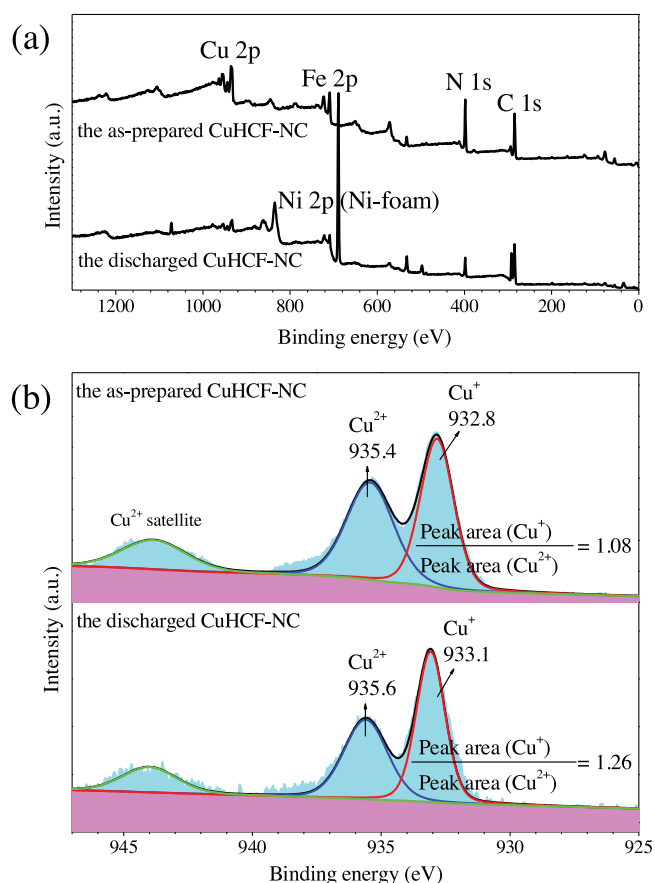 (a)
Cu 2p
Fe 2p
N 1s
C 1s
the as-prepared CuHCF-NC
Ni 2p (Ni-foam)
the discharged CuHCF-NC
Intensity (a.u.)
1200 1000 800 600 400 200 0
Binding energy (eV)
(b)
the as-prepared CuHCF-NC
Cu⁺
932.8
Cu²⁺
935.4
Cu²⁺ satellite
Peak area (Cu⁺)
= 1.08
Peak area (Cu²⁺)
the discharged CuHCF-NC
Cu⁺
933.1
Cu²⁺
935.6
Peak area (Cu⁺)
= 1.26
Peak area (Cu²⁺)
Intensity (a.u.)
945 940 935 930 925
Binding energy (eV)